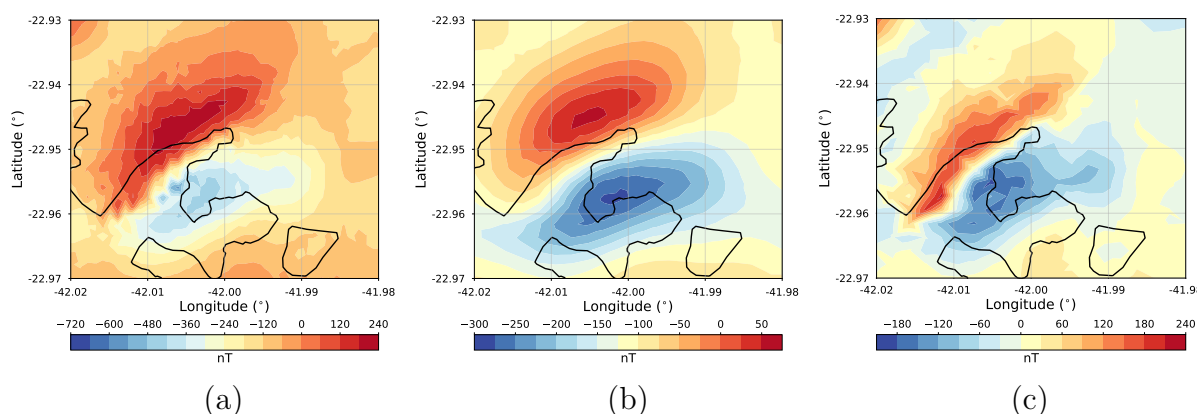 -22.93
-22.94
-22.95
-22.96
-22.97
Latitude (°)
-42.02 -42.01 -42.00 -41.99 -41.98
Longitude (°)
−720 −600 −480 −360 −240 −120 0 120 240
nT
(a)
-22.93
-22.94
-22.95
-22.96
-22.97
Latitude (°)
-42.02 -42.01 -42.00 -41.99 -41.98
Longitude (°)
−300 −250 −200 −150 −100 −50 0 50
nT
(b)
-22.93
-22.94
-22.95
-22.96
-22.97
Latitude (°)
-42.02 -42.01 -42.00 -41.99 -41.98
Longitude (°)
−180 −120 −60 0 60 120 180 240
nT
(c)